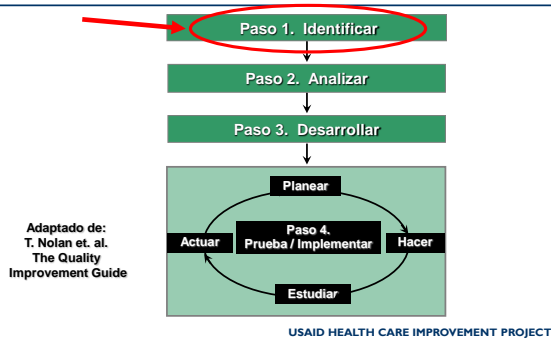 Paso 1. Identificar
Paso 2. Analizar
Paso 3. Desarrollar
Planear
Adaptado de:
T. Nolan et. al.
The Quality
Improvement Guide
Actuar
Paso 4.
Prueba / Implementar
Hacer
Estudiar
USAID HEALTH CARE IMPROVEMENT PROJECT